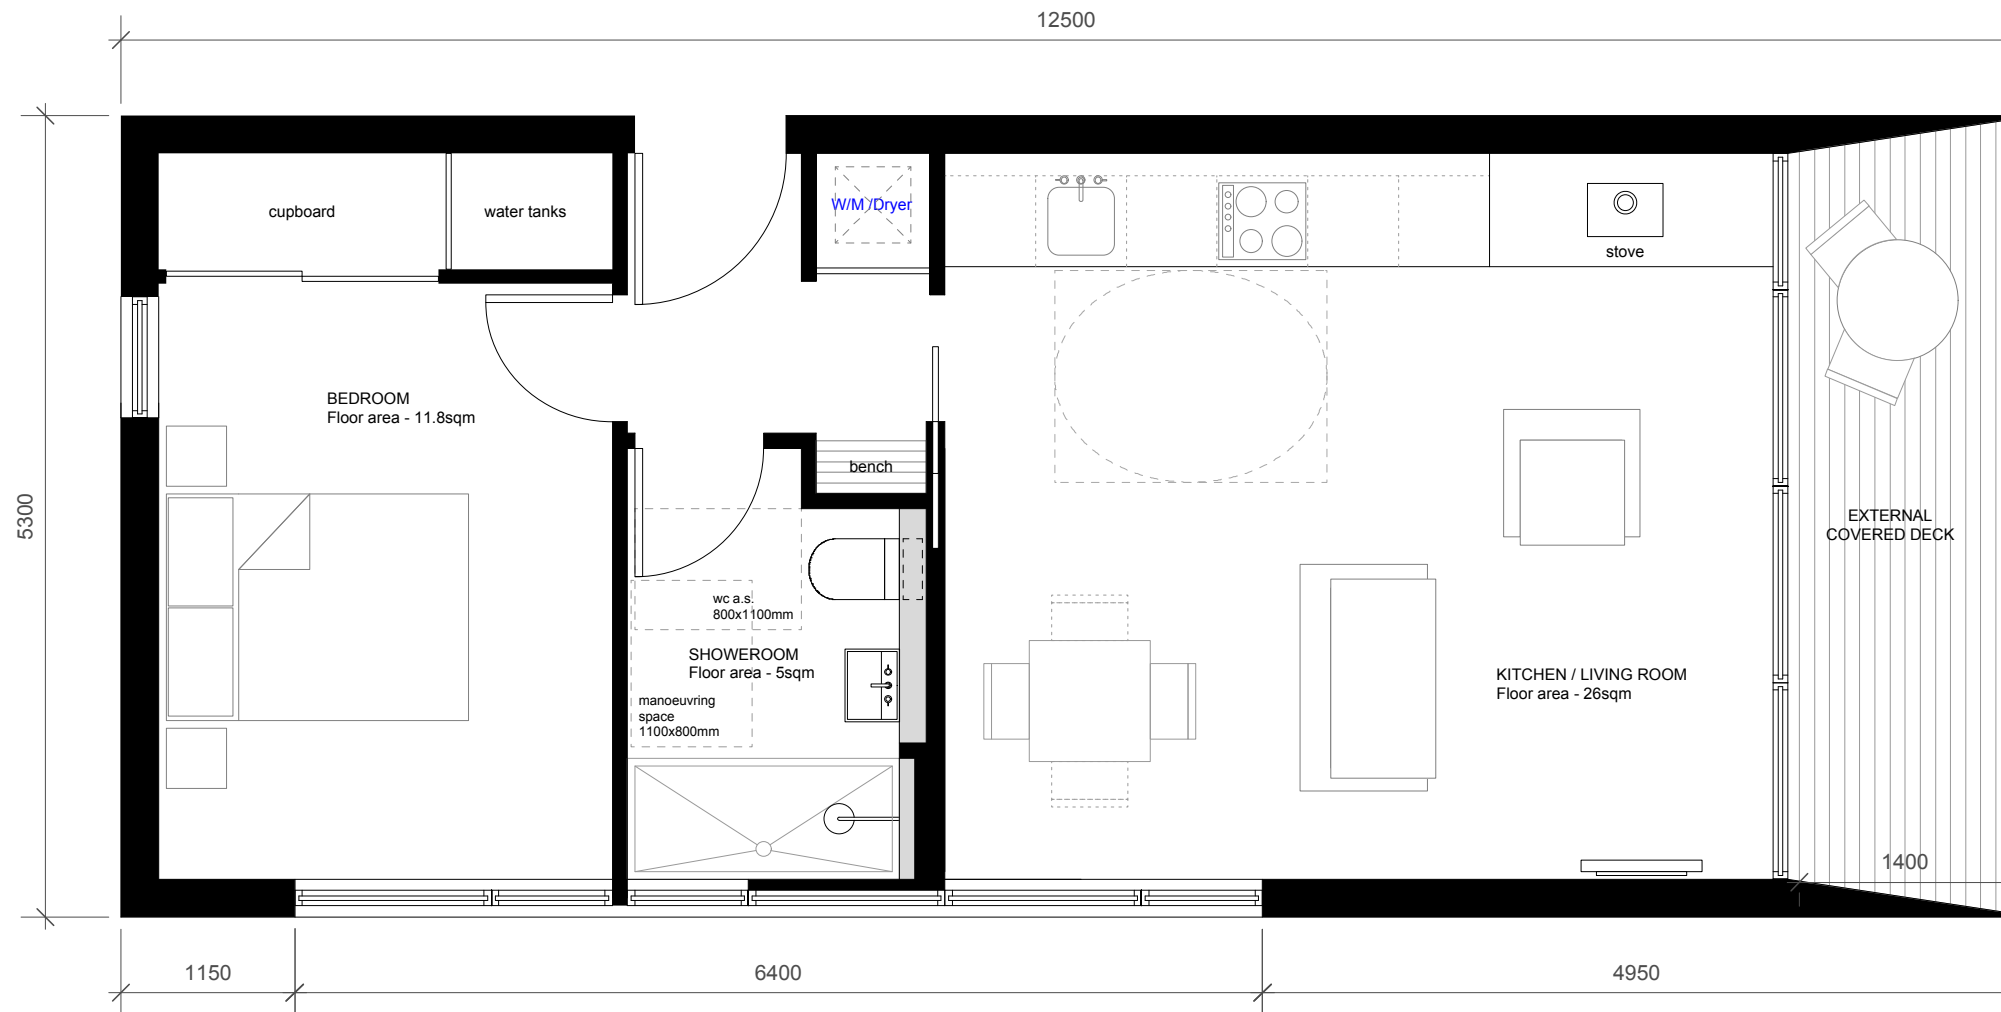 12500
cupboard
water tanks
W/M /Dryer
stove
BEDROOM
Floor area - 11.8sqm
bench
5300
EXTERNAL
COVERED DECK
wc a.s.
800x1100mm
SHOWEROOM
Floor area - 5sqm
manoeuvring
space
1100x800mm
KITCHEN / LIVING ROOM
Floor area - 26sqm
1400
1150
6400
4950